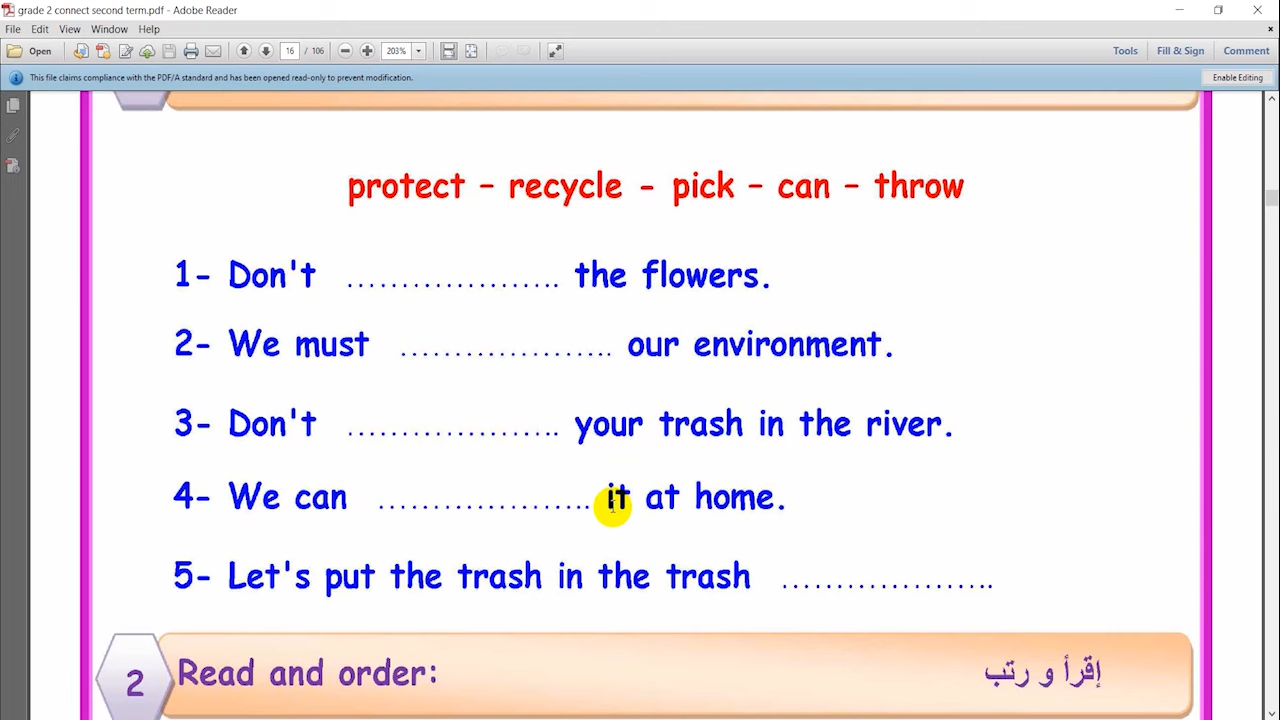 grade 2 connect second term.pdf - Adobe Reader
File Edit View Window Help
Open 16 / 106 203% Tools Fill & Sign Comment
This file claims compliance with the PDF/A standard and has been opened read-only to prevent modification. Enable Editing
protect – recycle - pick – can – throw
1- Don't ..................... the flowers.
2- We must ..................... our environment.
3- Don't ..................... your trash in the river.
4- We can ..................... it at home.
5- Let's put the trash in the trash .....................
2 Read and order: إقرأ و رتب